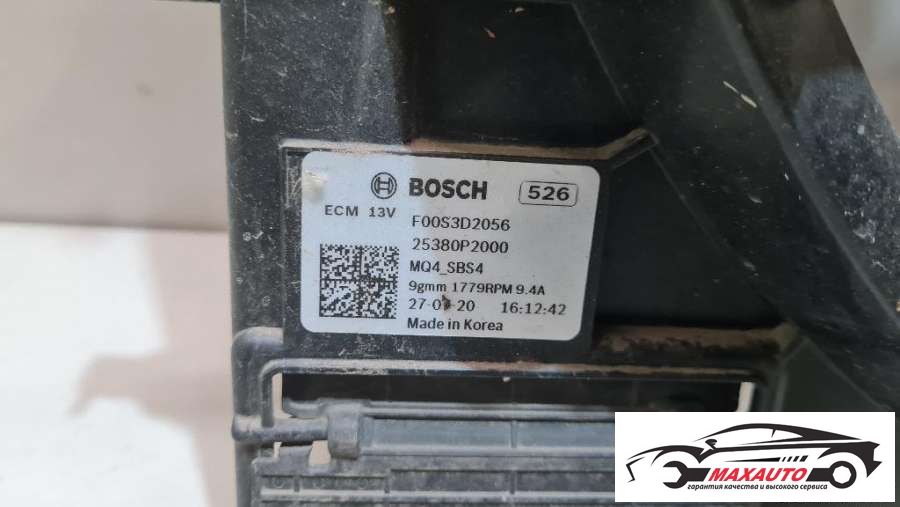 BOSCH 526
ECM 13V F00S3D2056
25380P2000
MQ4_SBS4
9gmm 1779RPM 9.4A
16:12:42
Made in Korea
MAXAUTO
гарантия качества и высокого сервиса